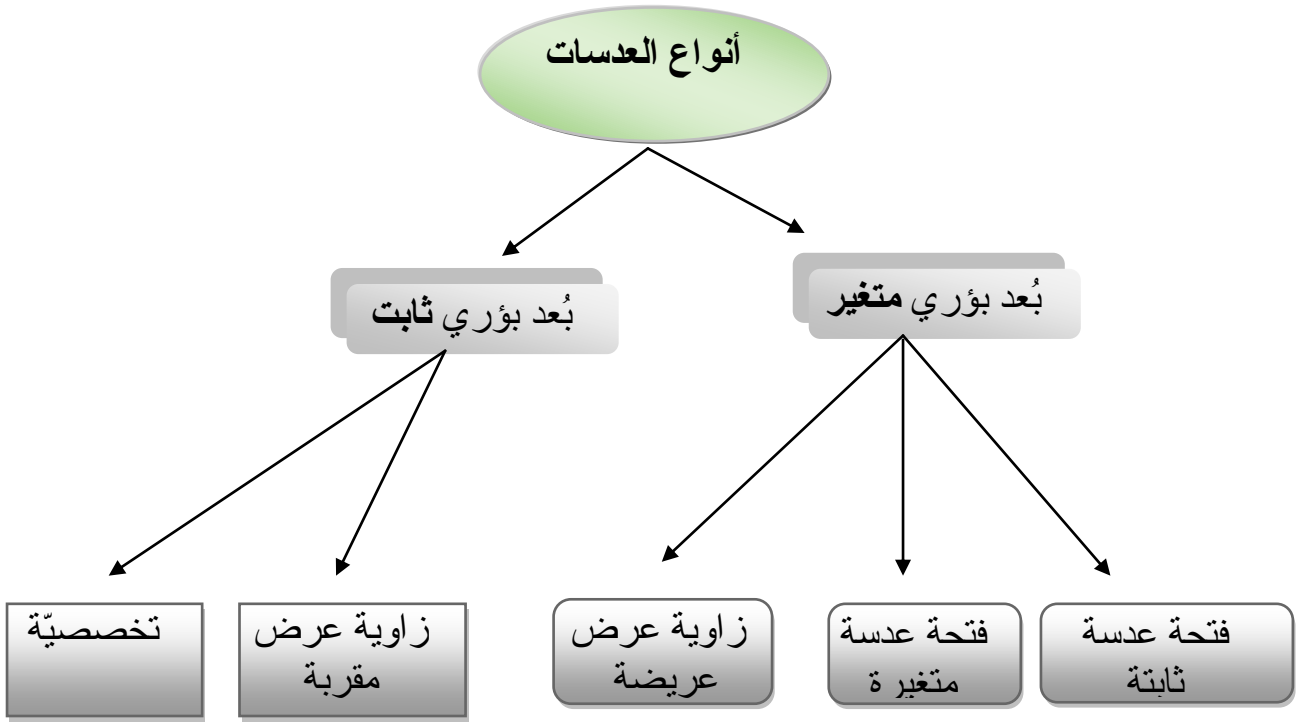 أنواع العدسات
بُعد بؤري متغير
بُعد بؤري ثابت
فتحة عدسة
ثابتة
فتحة عدسة
متغيرة
زاوية عرض
عريضة
زاوية عرض
مقربة
تخصصيّة